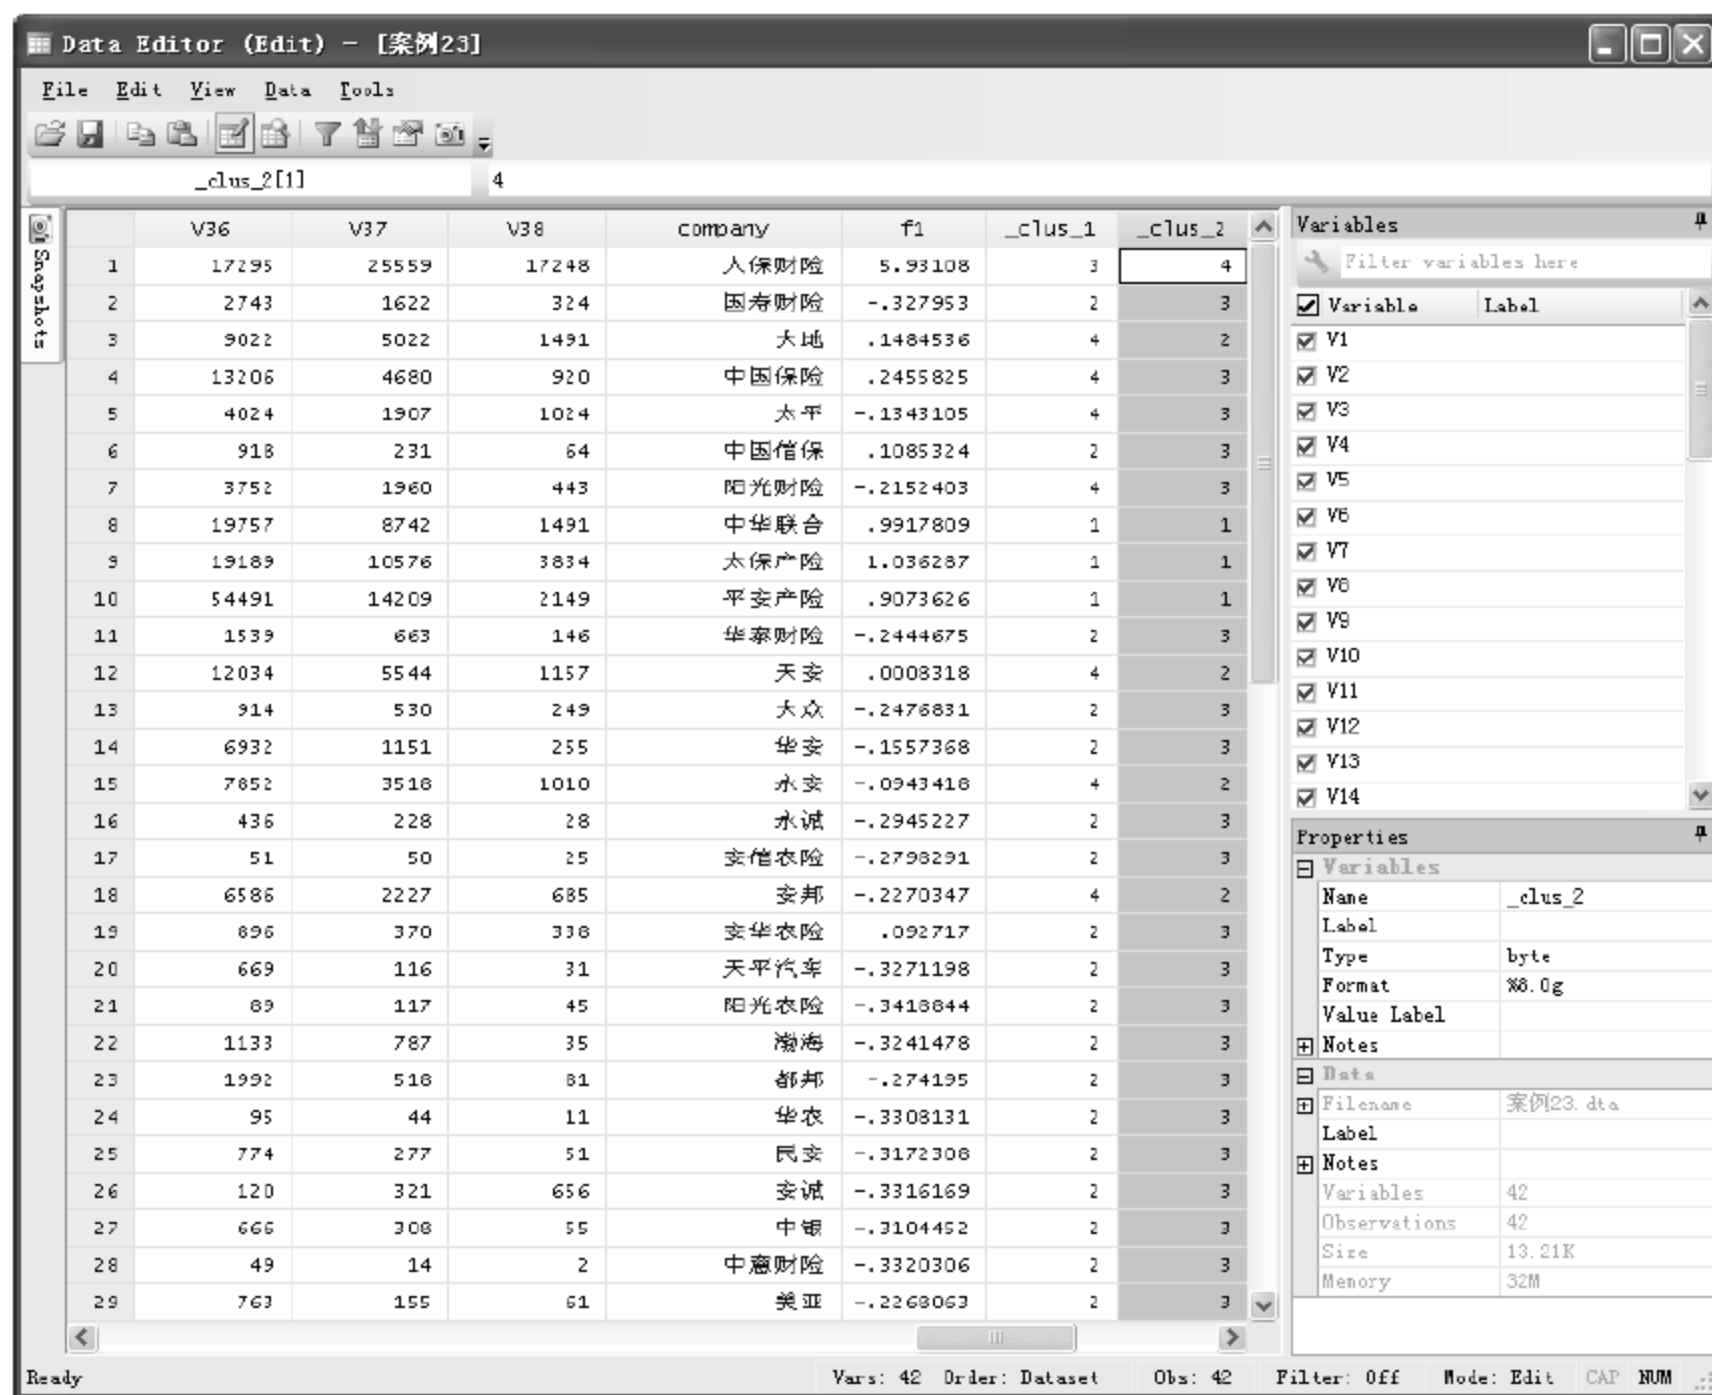 Data Editor (Edit) - [案例23]
File Edit View Data Tools
_clus_2[1] 4
Snapshots
V36 V37 V38 company f1 _clus_1 _clus_2
1 17295 25559 17248 人保财险 5.93108 3 4
2 2743 1622 324 国寿财险 -.327953 2 3
3 9022 5022 1491 大地 .1484536 4 2
4 13206 4680 920 中国保险 .2455825 4 3
5 4024 1907 1024 太平 -.1343105 4 3
6 918 231 64 中国信保 .1085324 2 3
7 3752 1960 443 阳光财险 -.2152403 4 3
8 19757 8742 1491 中华联合 .9917809 1 1
9 19189 10576 3834 太保产险 1.036287 1 1
10 54491 14209 2149 平安产险 .9073626 1 1
11 1539 663 146 华泰财险 -.2444675 2 3
12 12034 5544 1157 天安 .0008318 4 2
13 914 530 249 大众 -.2476831 2 3
14 6932 1151 255 华安 -.1557368 2 3
15 7852 3518 1010 永安 -.0943418 4 2
16 436 228 28 永诚 -.2945227 2 3
17 51 50 25 安信农险 -.2798291 2 3
18 6586 2227 685 安邦 -.2270347 4 2
19 896 370 338 安华农险 .092717 2 3
20 669 116 31 天平汽车 -.3271198 2 3
21 89 117 45 阳光农险 -.3418844 2 3
22 1133 787 35 渤海 -.3241478 2 3
23 1992 518 81 都邦 -.274195 2 3
24 95 44 11 华农 -.3308131 2 3
25 774 277 51 民安 -.3172308 2 3
26 120 321 656 安诚 -.3316169 2 3
27 666 308 55 中银 -.3104452 2 3
28 49 14 2 中意财险 -.3320306 2 3
29 763 155 61 美亚 -.2268063 2 3
Variables
Filter variables here
Variable Label
V1
V2
V3
V4
V5
V6
V7
V8
V9
V10
V11
V12
V13
V14
Properties
Variables
Name _clus_2
Label
Type byte
Format %8.0g
Value Label
Notes
Data
Filename 案例23.dta
Label
Notes
Variables 42
Observations 42
Size 13.21K
Memory 32M
Ready Vars: 42 Order: Dataset Obs: 42 Filter: Off Mode: Edit CAP NUM